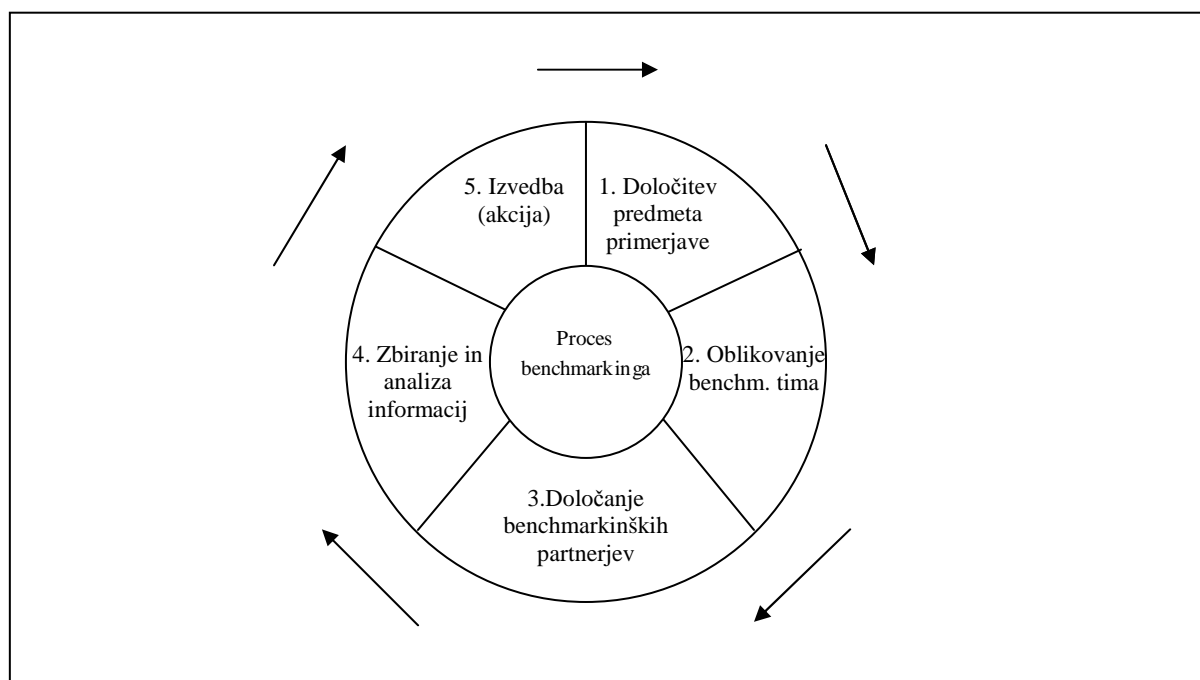 5. Izvedba
(akcija)
1. Določitev
predmeta
primerjave
4. Zbiranje in
analiza
informacij
Proces
benchmarkinga
2. Oblikovanje
benchm. tima
3.Določanje
benchmarkinških
partnerjev